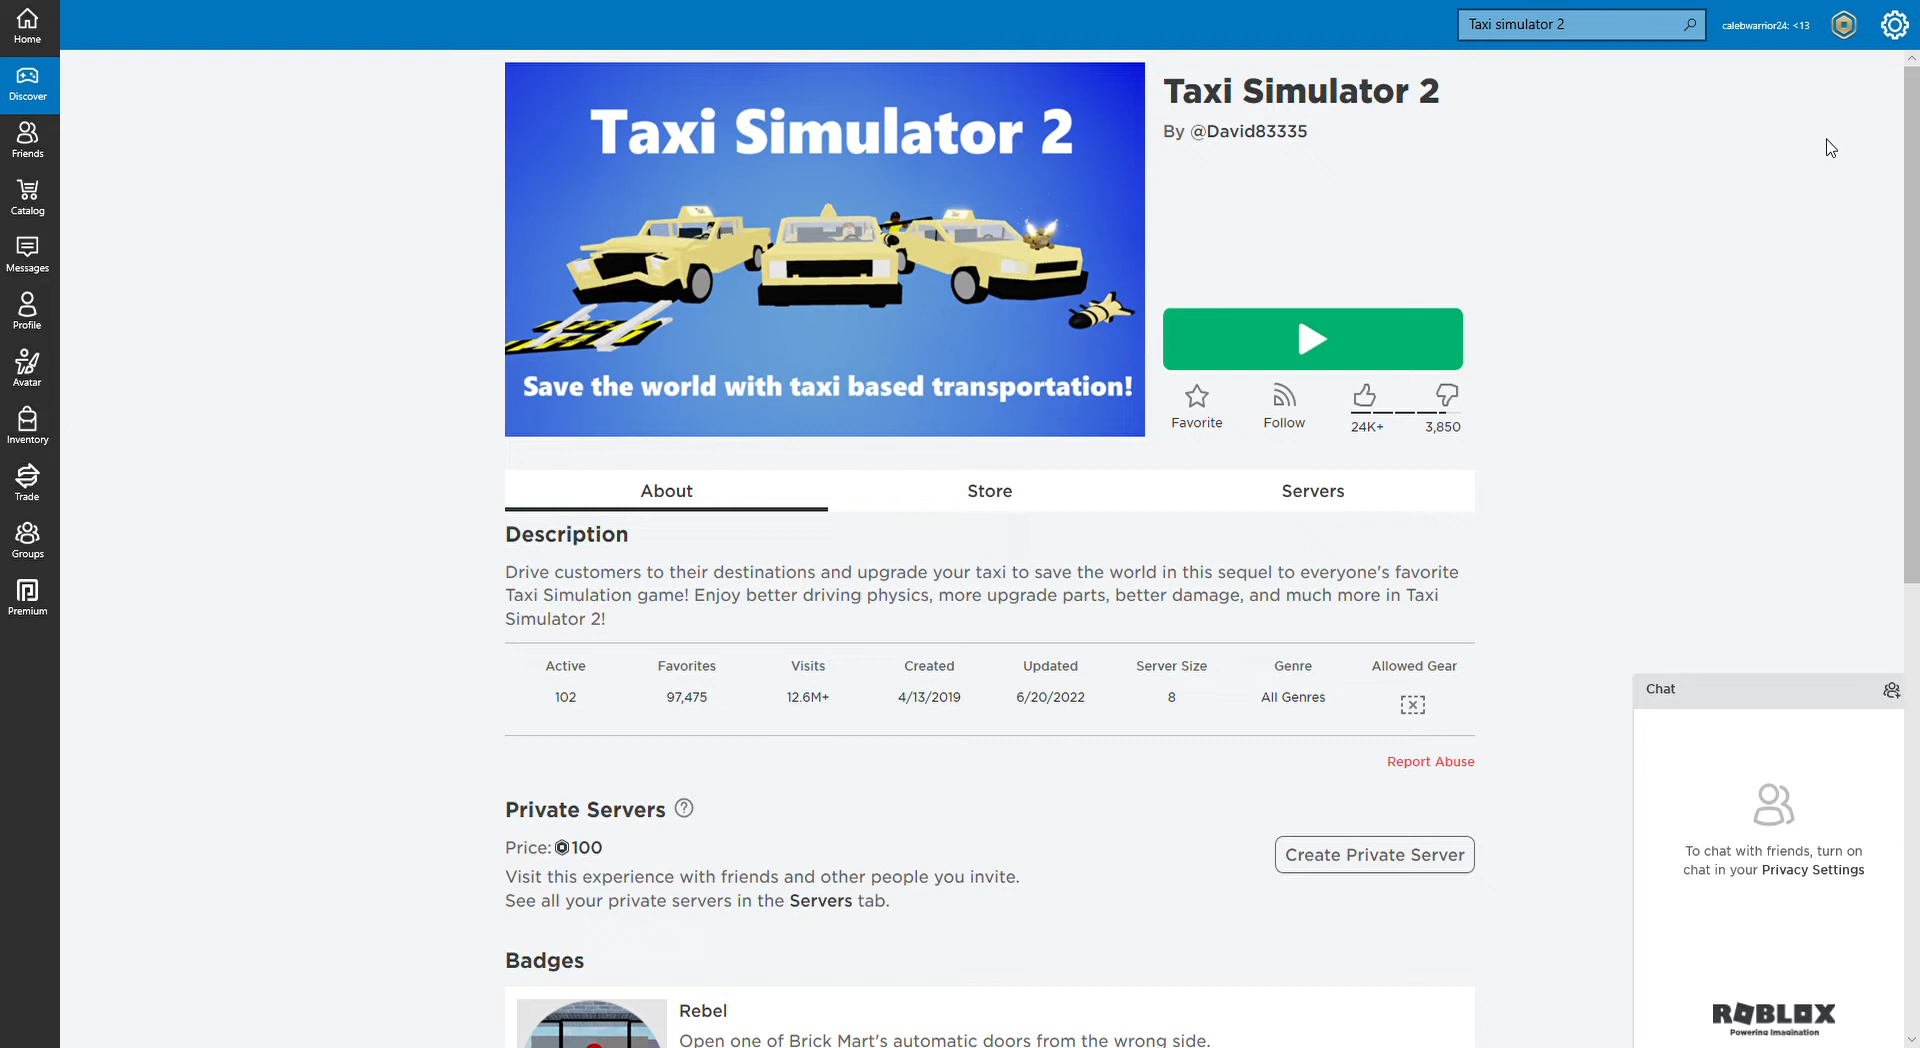 Home
Discover
Friends
Catalog
Messages
Profile
Avatar
Inventory
Trade
Groups
Premium
Taxi simulator 2
calebwarrior24: <13
Taxi Simulator 2
Save the world with taxi based transportation!
Taxi Simulator 2
By @David83335
Favorite
Follow
24K+
3,850
About
Store
Servers
Description
Drive customers to their destinations and upgrade your taxi to save the world in this sequel to everyone's favorite
Taxi Simulation game! Enjoy better driving physics, more upgrade parts, better damage, and much more in Taxi
Simulator 2!
Active
Favorites
Visits
Created
Updated
Server Size
Genre
Allowed Gear
102
97,475
12.6M+
4/13/2019
6/20/2022
8
All Genres
Report Abuse
Private Servers
Price: 100
Create Private Server
Visit this experience with friends and other people you invite.
See all your private servers in the Servers tab.
Badges
Rebel
Open one of Brick Mart's automatic doors from the wrong side.
Chat
To chat with friends, turn on
chat in your Privacy Settings
ROBLOX
Powering Imagination